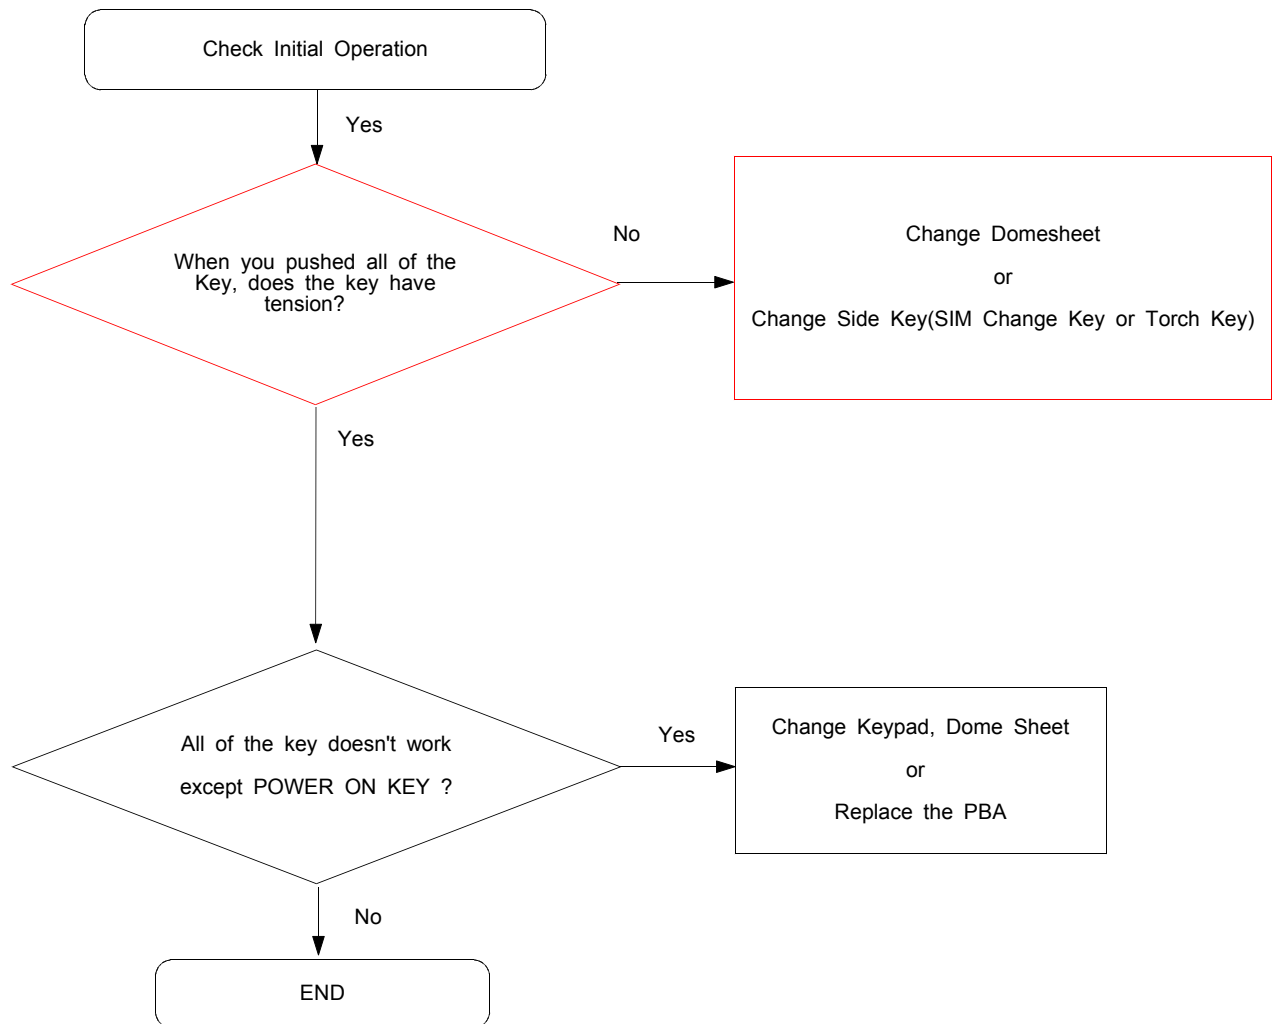 Check Initial Operation
Yes
When you pushed all of the
Key, does the key have
tension?
No
Change Domesheet
or
Change Side Key(SIM Change Key or Torch Key)
Yes
All of the key doesn't work
except POWER ON KEY ?
Yes
Change Keypad, Dome Sheet
or
Replace the PBA
No
END